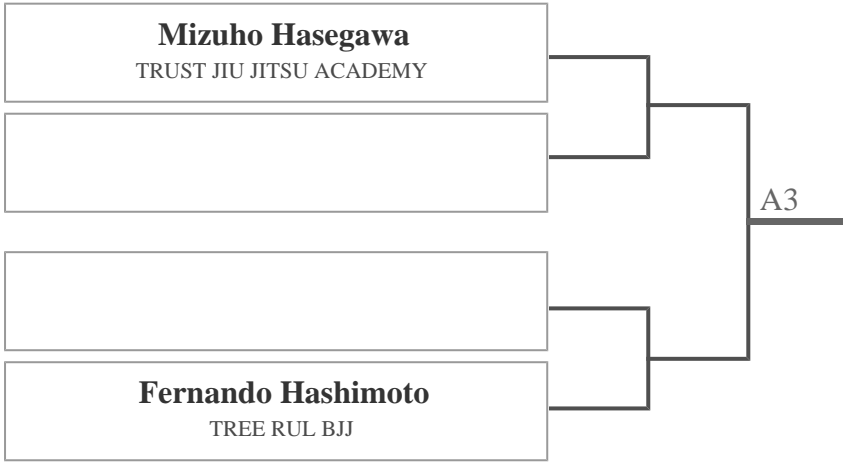 Mizuho Hasegawa
TRUST JIU JITSU ACADEMY
A3
Fernando Hashimoto
TREE RUL BJJ